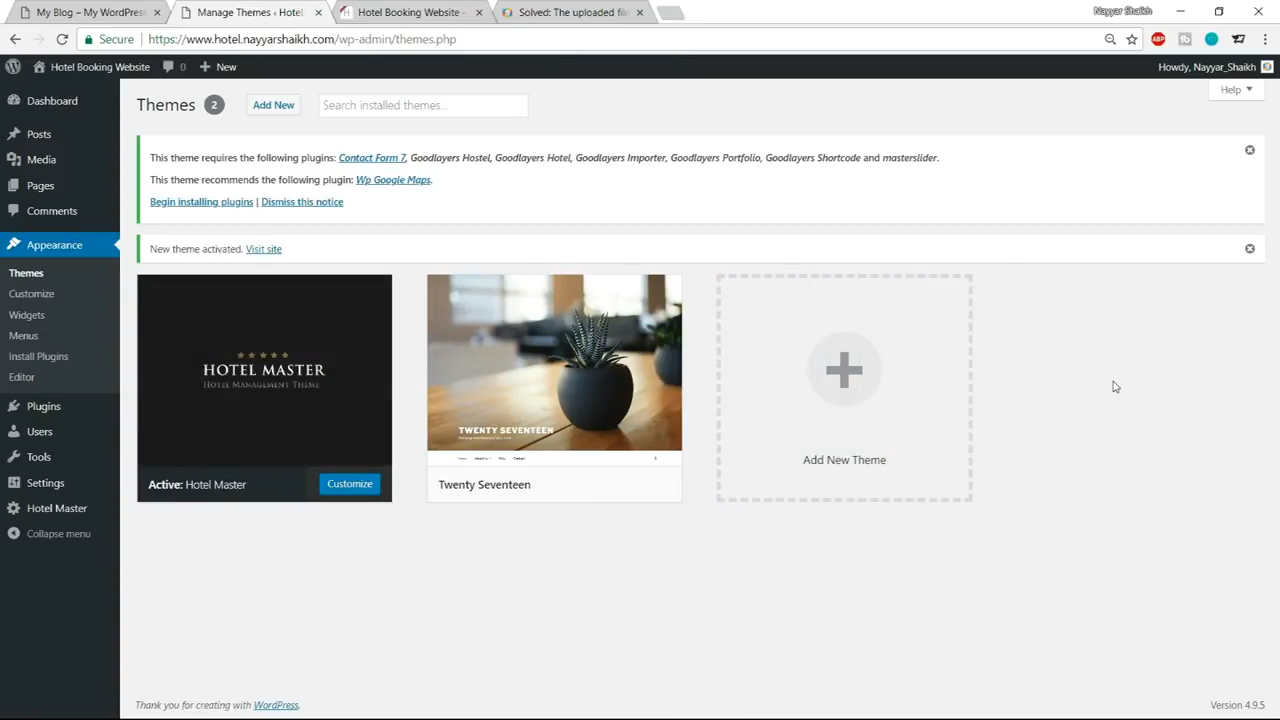 My Blog – My WordPress
Manage Themes ‹ Hotel
Hotel Booking Website –
Solved: The uploaded file
Nayyar Shaikh
Secure
https://www.hotel.nayyarshaikh.com/wp-admin/themes.php
ABP
Hotel Booking Website
0
New
Howdy, Nayyar_Shaikh
Dashboard
Posts
Media
Pages
Comments
Appearance
Themes
Customize
Widgets
Menus
Install Plugins
Editor
Plugins
Users
Tools
Settings
Hotel Master
Collapse menu
Themes 2
Add New
Search installed themes...
Help
This theme requires the following plugins: Contact Form 7, Goodlayers Hostel, Goodlayers Hotel, Goodlayers Importer, Goodlayers Portfolio, Goodlayers Shortcode and masterslider.
This theme recommends the following plugin: Wp Google Maps.
Begin installing plugins | Dismiss this notice
New theme activated. Visit site
HOTEL MASTER
HOTEL MANAGEMENT THEME
Active: Hotel Master
Customize
TWENTY SEVENTEEN
Twenty Seventeen
Add New Theme
Thank you for creating with WordPress.
Version 4.9.5